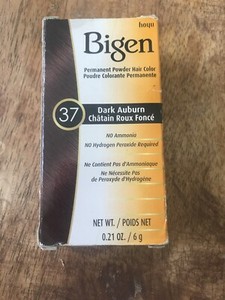 hoyu
Bigen
Permanent Powder Hair Color
Poudre Colorante Permanente
37
Dark Auburn
Châtain Roux Foncé
NO Ammonia
NO Hydrogen Peroxide Required
Ne Contient Pas d'Ammoniaque
Ne Nécessite Pas
de Peroxyde d'Hydrogène
NET WT. / POIDS NET
0.21 OZ. / 6 g